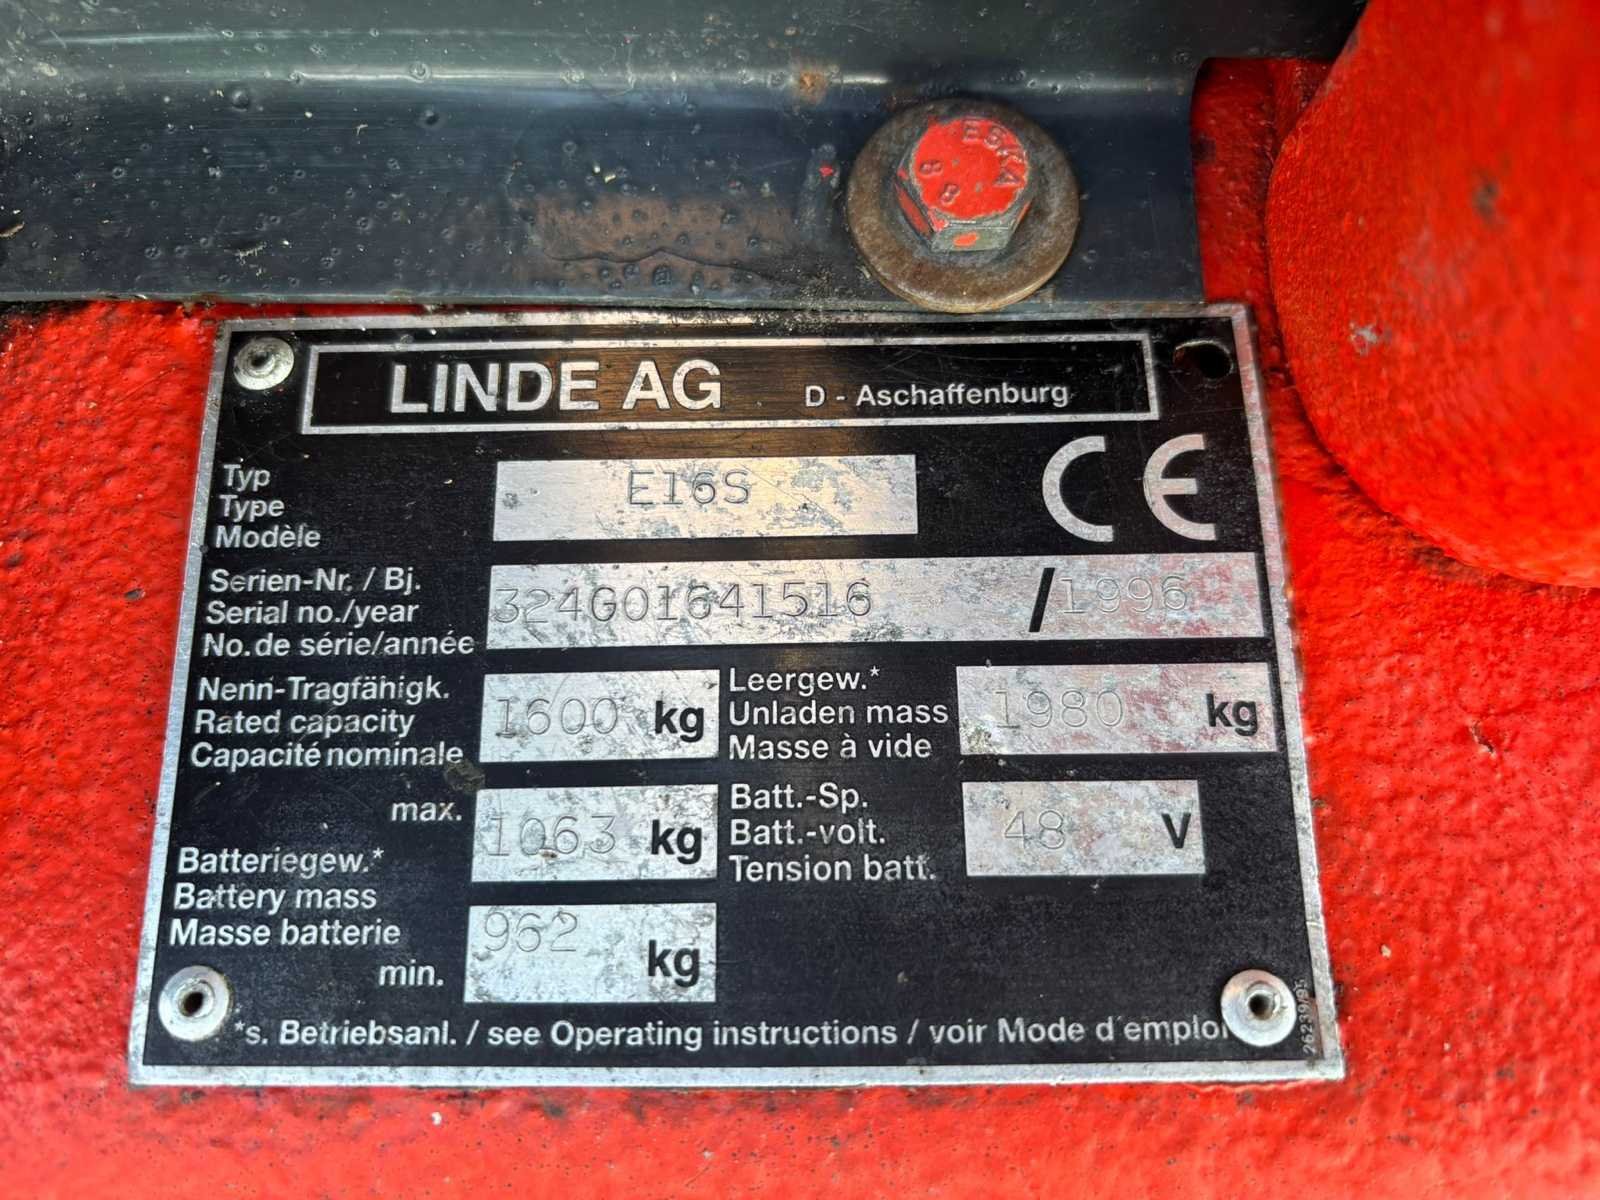 ESKA
8 8
LINDE AG D - Aschaffenburg
Typ
Type
Modèle
E16S
CE
Serien-Nr. / Bj.
Serial no./year
No. de série/année
324G01641516 / 1996
Nenn-Tragfähigk.
Rated capacity
Capacité nominale
1600 kg
Leergew.*
Unladen mass
Masse à vide
1980 kg
max.
1063 kg
Batteriegew.*
Battery mass
Masse batterie
min.
962 kg
Batt.-Sp.
Batt.-volt.
Tension batt.
48 V
*s. Betriebsanl. / see Operating instructions / voir Mode d'emploi